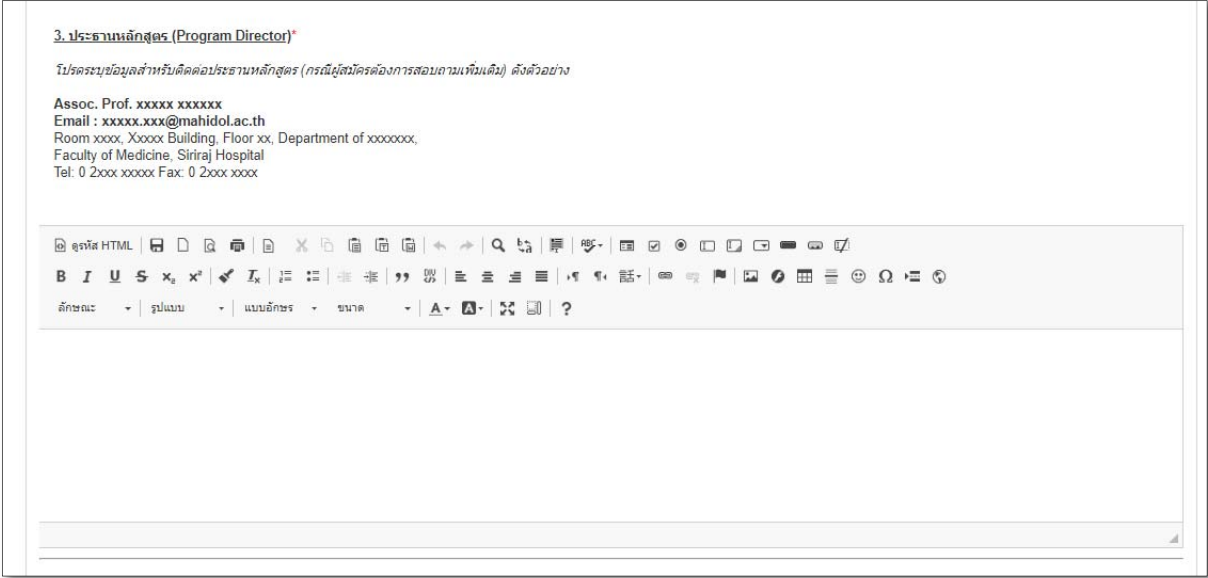 3. ประธานหลักสูตร (Program Director)*
โปรดระบุข้อมูลสำหรับติดต่อประธานหลักสูตร (กรณีผู้สมัครต้องการสอบถามเพิ่มเติม) ดังตัวอย่าง
Assoc. Prof. xxxxx xxxxxx
Email : xxxxx.xxx@mahidol.ac.th
Room xxxx, Xxxxx Building, Floor xx, Department of xxxxxxx,
Faculty of Medicine, Siriraj Hospital
Tel: 0 2xxx xxxxx Fax: 0 2xxx xxxx
ดูรหัส HTML
ลักษณะ รูปแบบ แบบอักษร ขนาด